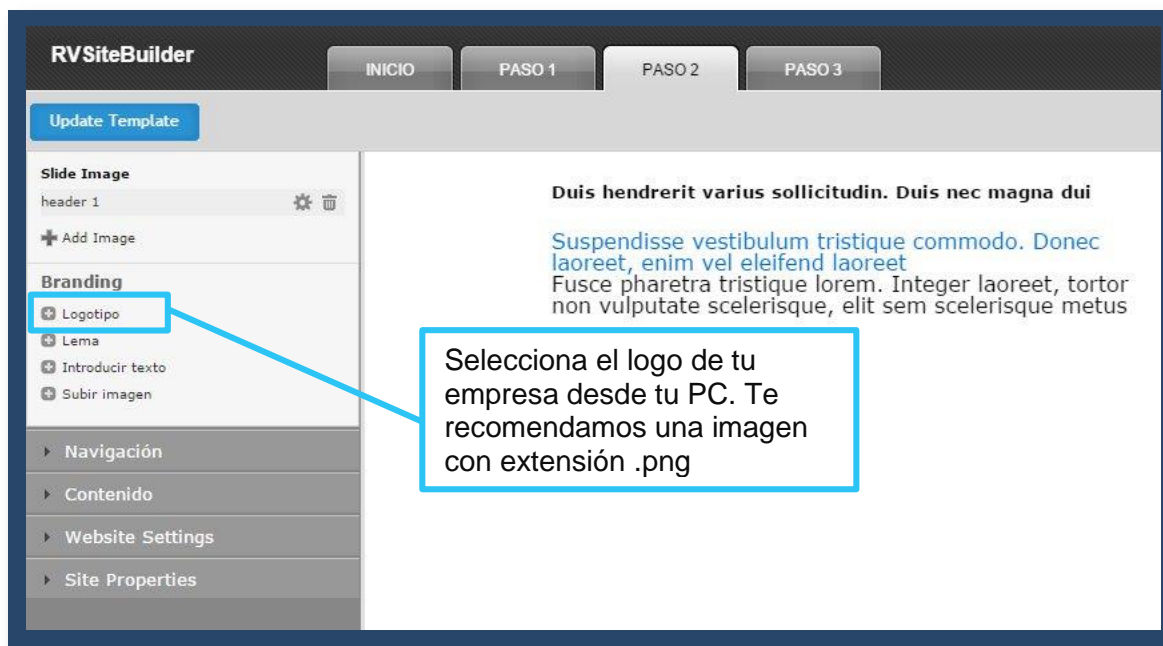 RVSiteBuilder
INICIO
PASO 1
PASO 2
PASO 3
Update Template
Slide Image
header 1
Add Image
Branding
Logotipo
Lema
Introducir texto
Subir imagen
Navegación
Contenido
Website Settings
Site Properties
Duis hendrerit varius sollicitudin. Duis nec magna dui
Suspendisse vestibulum tristique commodo. Donec
laoreet, enim vel eleifend laoreet
Fusce pharetra tristique lorem. Integer laoreet, tortor
non vulputate scelerisque, elit sem scelerisque metus
Selecciona el logo de tu
empresa desde tu PC. Te
recomendamos una imagen
con extensión .png